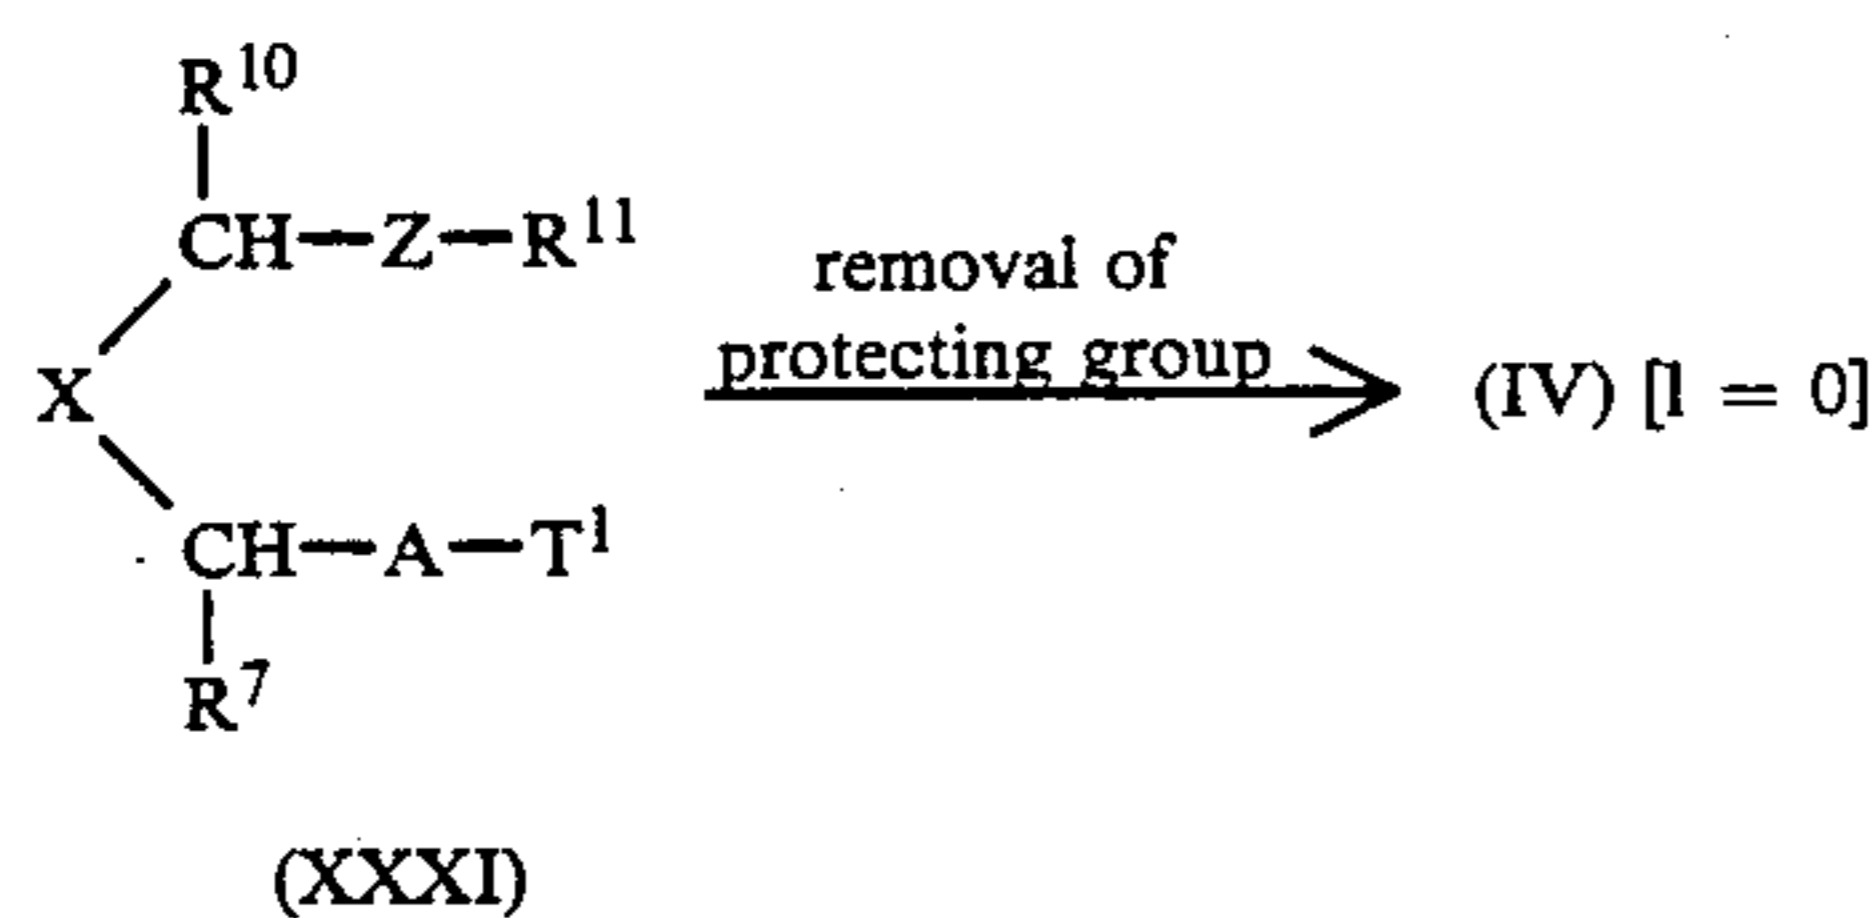 R10
CH—Z—R11
removal of
protecting group
X
(IV) [l = 0]
CH—A—T1
R7
(XXXI)